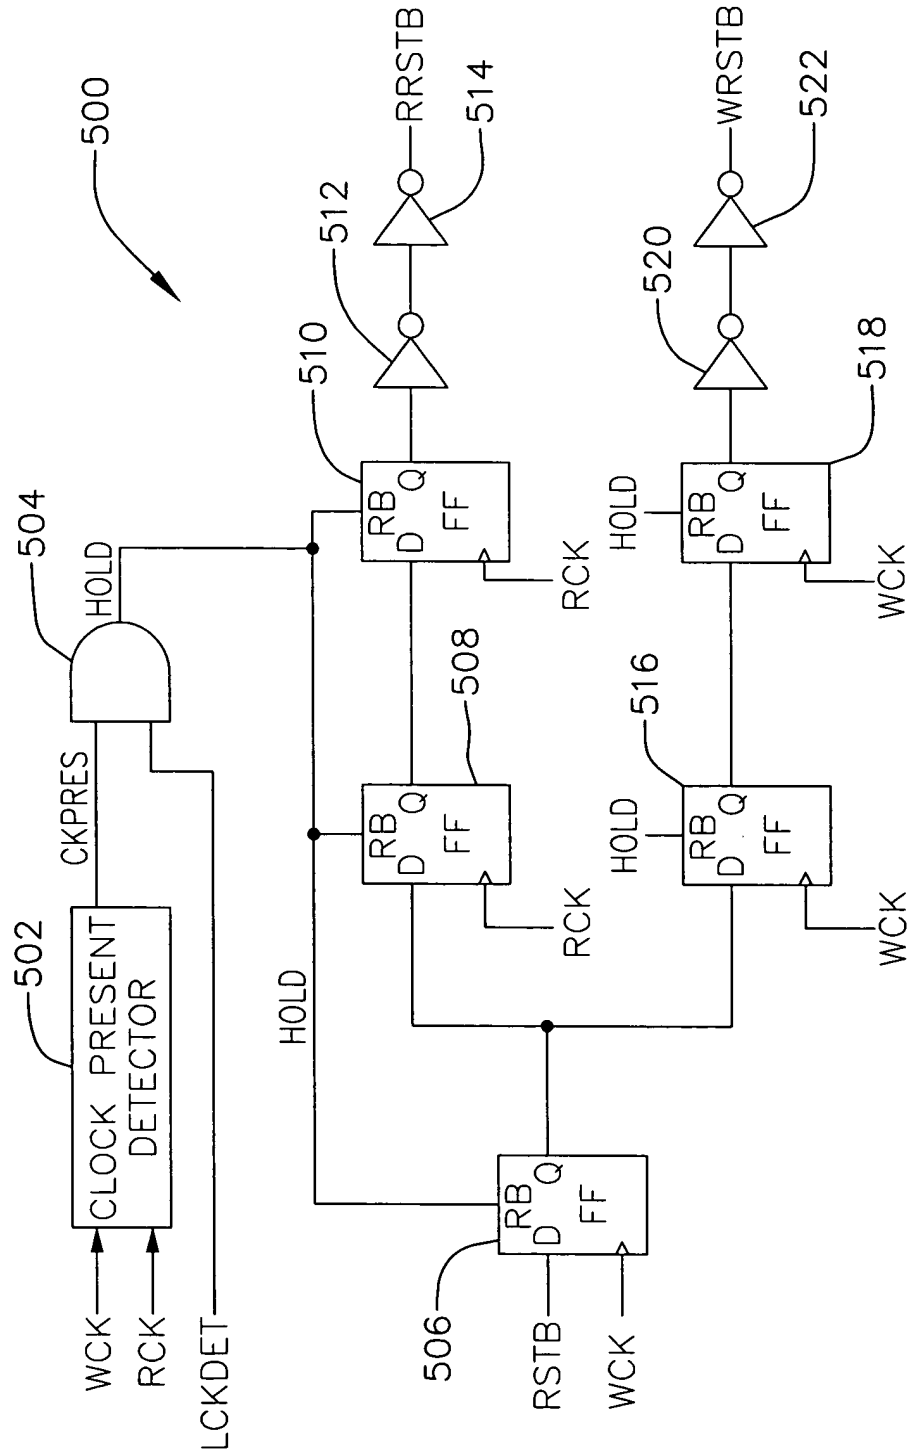 500
502
504
WCK
RCK
LCKDET
CLOCK PRESENT
DETECTOR
CKPRES
HOLD
HOLD
506
RSTB
WCK
RB
D
Q
FF
508
RB
D
Q
FF
RCK
510
RB
D
Q
FF
RCK
512
514
RRSTB
516
HOLD
RB
D
Q
FF
WCK
518
HOLD
RB
D
Q
FF
WCK
520
522
WRSTB